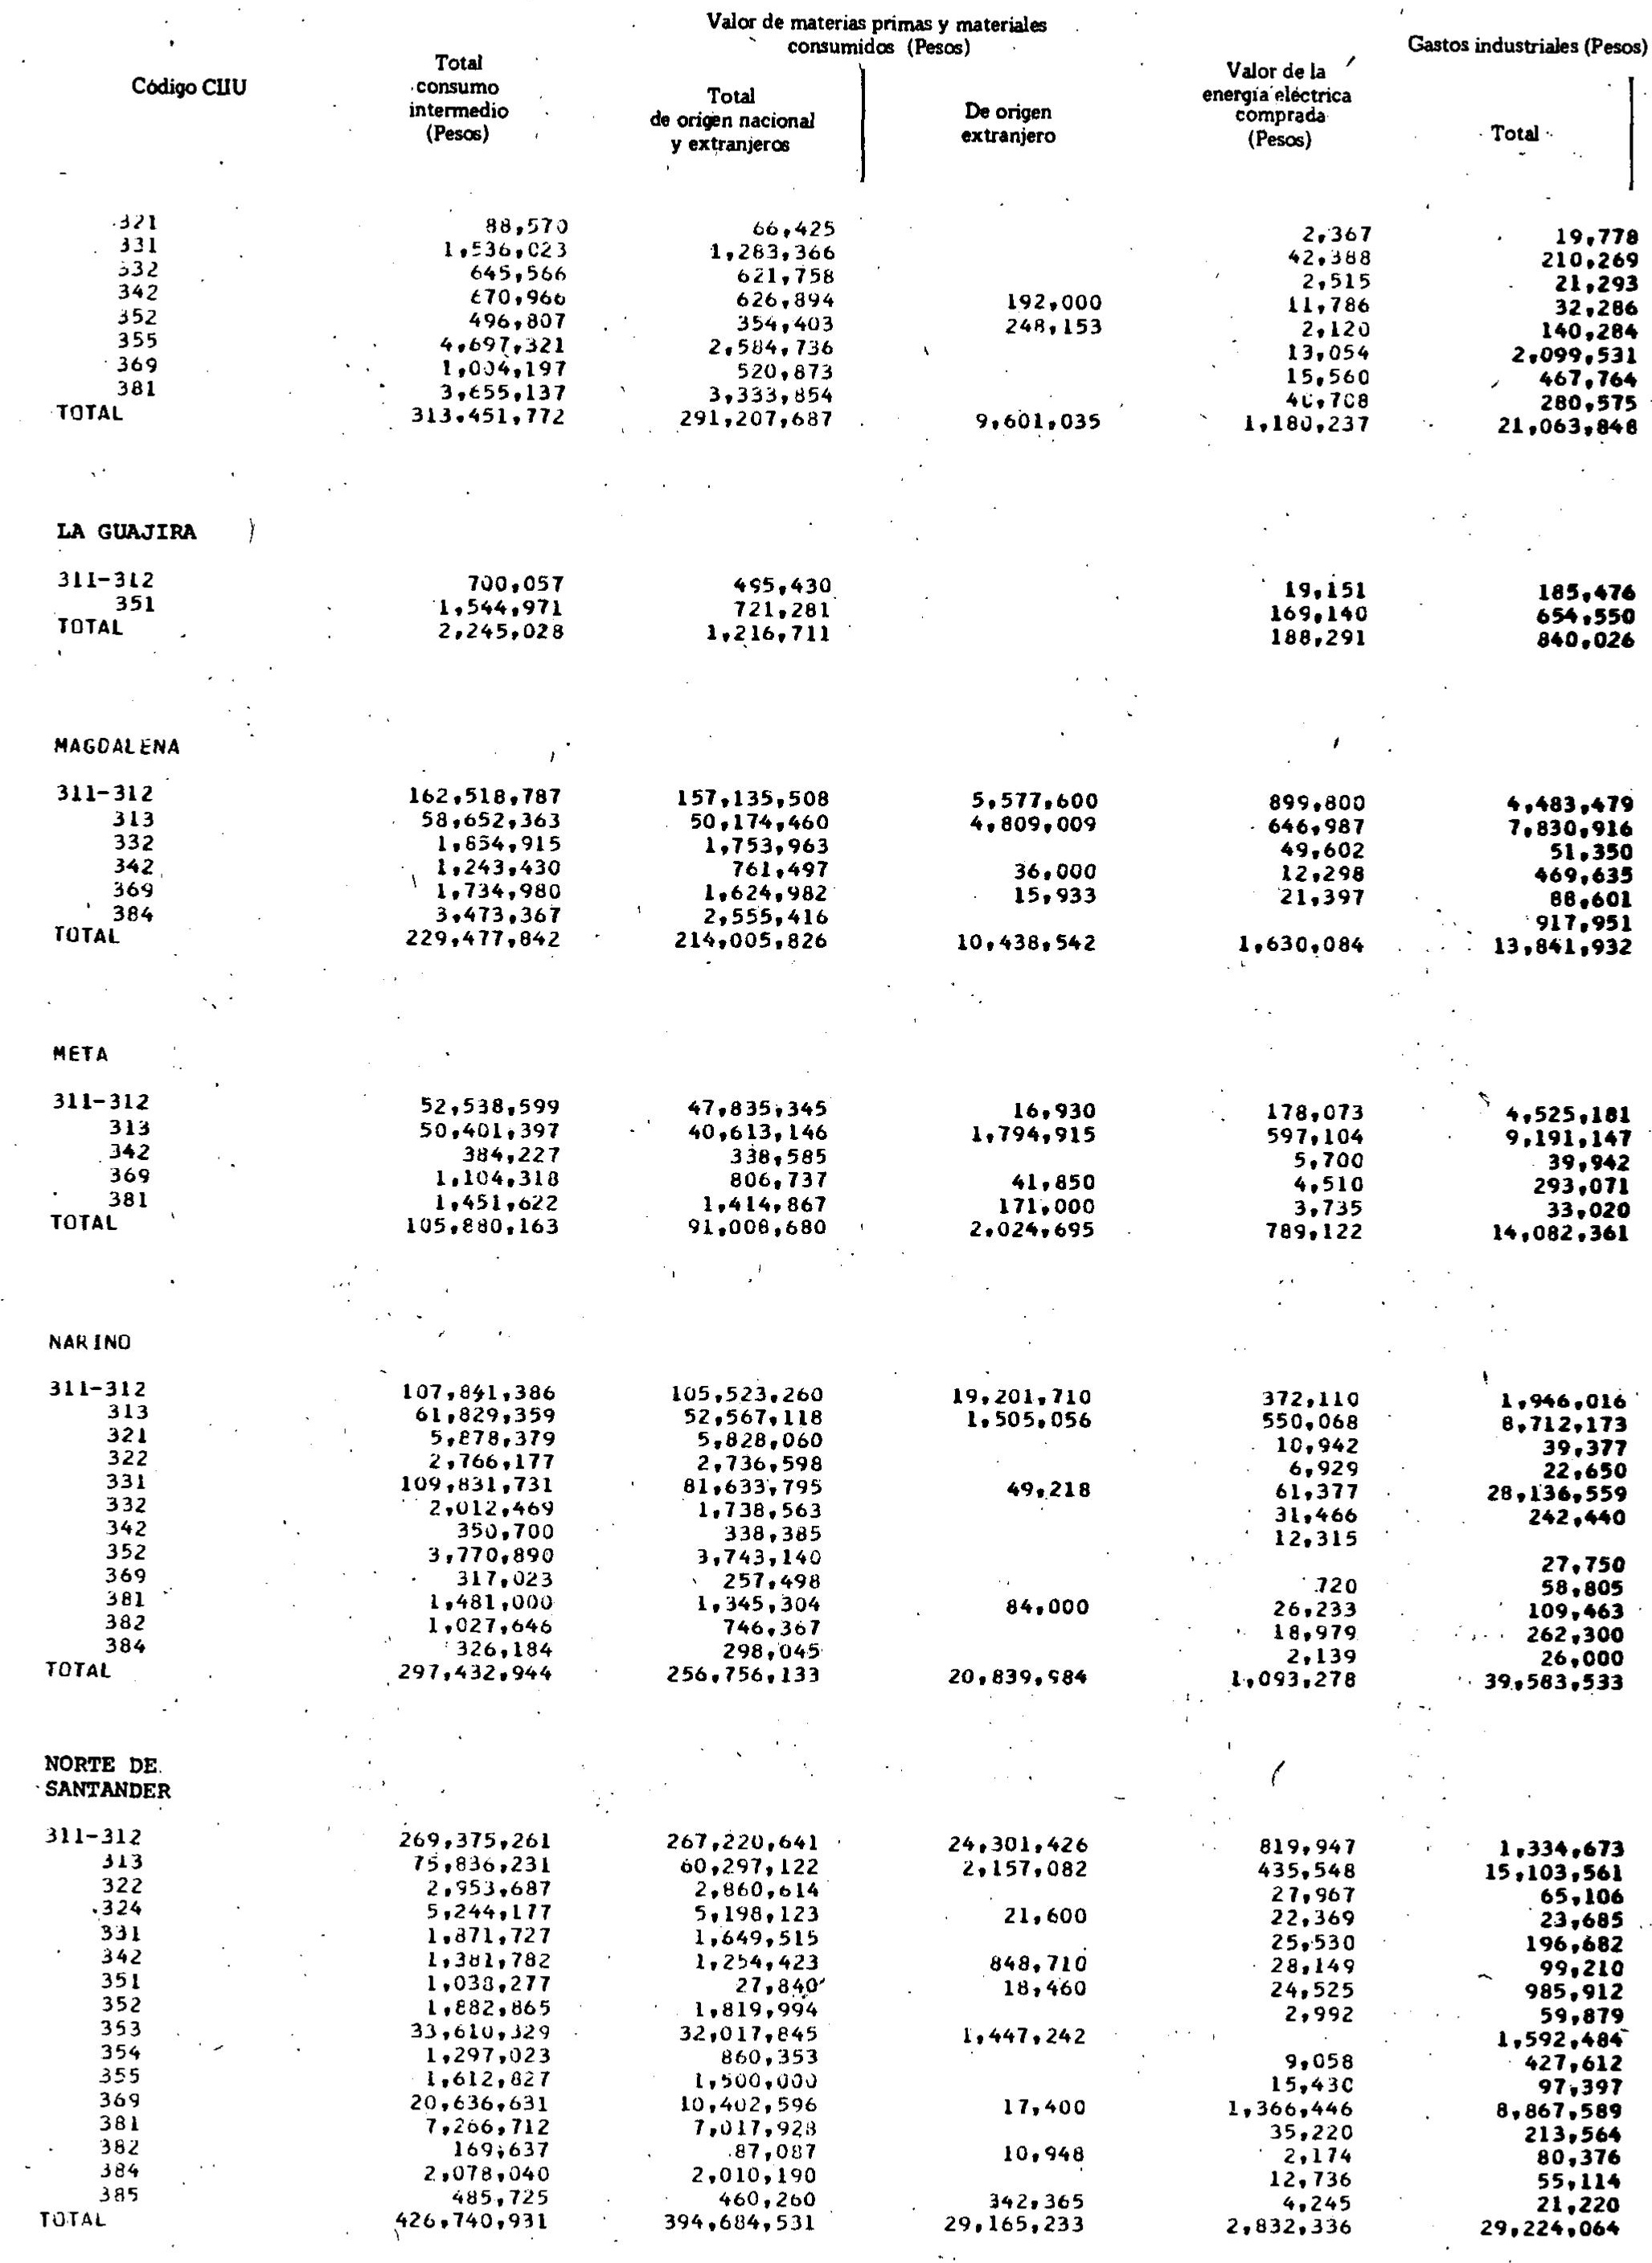 Valor de materias primas y materiales
consumidos (Pesos)
Gastos industriales (Pesos)
Código CIIU
Total
consumo
intermedio
(Pesos)
Total
de origen nacional
y extranjeros
De origen
extranjero
Valor de la
energía eléctrica
comprada
(Pesos)
Total
321 88,570 66,425 2,367 19,778
331 1,536,023 1,283,366 42,388 210,269
332 645,566 621,758 2,515 21,293
342 670,966 626,894 192,000 11,786 32,286
352 496,807 354,403 248,153 2,120 140,284
355 4,697,321 2,584,736 13,054 2,099,531
369 1,004,197 520,873 15,560 467,764
381 3,655,137 3,333,854 40,708 280,575
TOTAL 313,451,772 291,207,687 9,601,035 1,180,237 21,063,848
LA GUAJIRA
311-312 700,057 495,430 19,151 185,476
351 1,544,971 721,281 169,140 654,550
TOTAL 2,245,028 1,216,711 188,291 840,026
MAGDALENA
311-312 162,518,787 157,135,508 5,577,600 899,800 4,483,479
313 58,652,363 50,174,460 4,809,009 646,987 7,830,916
332 1,854,915 1,753,963 49,602 51,350
342 1,243,430 761,497 36,000 12,298 469,635
369 1,734,980 1,624,982 15,933 21,397 88,601
384 3,473,367 2,555,416 917,951
TOTAL 229,477,842 214,005,826 10,438,542 1,630,084 13,841,932
META
311-312 52,538,599 47,835,345 16,930 178,073 4,525,181
313 50,401,397 40,613,146 1,794,915 597,104 9,191,147
342 384,227 338,585 5,700 39,942
369 1,104,318 806,737 41,850 4,510 293,071
381 1,451,622 1,414,867 171,000 3,735 33,020
TOTAL 105,880,163 91,008,680 2,024,695 789,122 14,082,361
NARINO
311-312 107,841,386 105,523,260 19,201,710 372,110 1,946,016
313 61,829,359 52,567,118 1,505,056 550,068 8,712,173
321 5,878,379 5,828,060 10,942 39,377
322 2,766,177 2,736,598 6,929 22,650
331 109,831,731 81,633,795 49,218 61,377 28,136,559
332 2,012,469 1,738,563 31,466 242,440
342 350,700 338,385 12,315
352 3,770,890 3,743,140 27,750
369 317,023 257,498 720 58,805
381 1,481,000 1,345,304 84,000 26,233 109,463
382 1,027,646 746,367 18,979 262,300
384 326,184 298,045 2,139 26,000
TOTAL 297,432,944 256,756,133 20,839,984 1,093,278 39,583,533
NORTE DE
SANTANDER
311-312 269,375,261 267,220,641 24,301,426 819,947 1,334,673
313 75,836,231 60,297,122 2,157,082 435,548 15,103,561
322 2,953,687 2,860,614 27,967 65,106
324 5,244,177 5,198,123 21,600 22,369 23,685
331 1,871,727 1,649,515 25,530 196,682
342 1,381,782 1,254,423 848,710 28,149 99,210
351 1,038,277 27,840 18,460 24,525 985,912
352 1,882,865 1,819,994 2,992 59,879
353 33,610,329 32,017,845 1,447,242 1,592,484
354 1,297,023 860,353 9,058 427,612
355 1,612,827 1,500,000 15,430 97,397
369 20,636,631 10,402,596 17,400 1,366,446 8,867,589
381 7,266,712 7,017,928 35,220 213,564
382 169,637 87,087 10,948 2,174 80,376
384 2,078,040 2,010,190 12,736 55,114
385 485,725 460,260 342,365 4,245 21,220
TOTAL 426,740,931 394,684,531 29,165,233 2,832,336 29,224,064